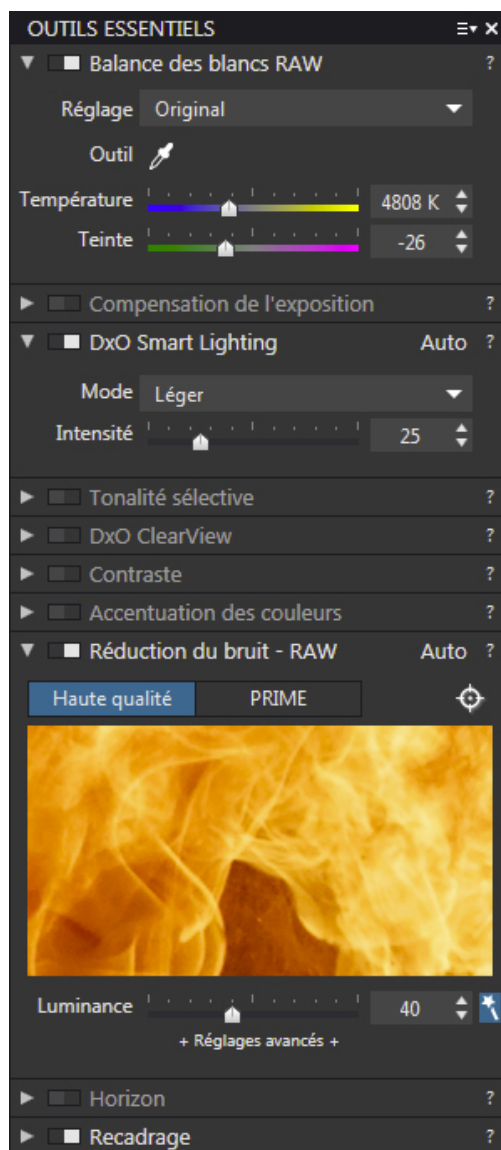 OUTILS ESSENTIELS
Balance des blancs RAW ?
Réglage Original
Outil
Température 4808 K
Teinte -26
Compensation de l'exposition ?
DxO Smart Lighting Auto ?
Mode Léger
Intensité 25
Tonalité sélective ?
DxO ClearView ?
Contraste ?
Accentuation des couleurs ?
Réduction du bruit - RAW Auto ?
Haute qualité PRIME
Luminance 40
+ Réglages avancés +
Horizon ?
Recadrage ?